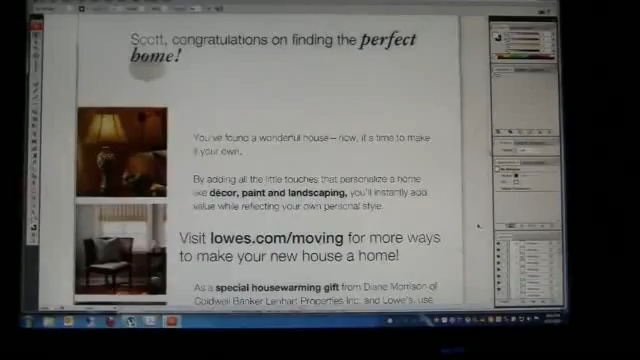 Scott, congratulations on finding the perfect
home!
You've found a wonderful house – now, it's time to make
it your own.
By adding all the little touches that personalize a home
like décor, paint and landscaping, you'll instantly add
value while reflecting your own personal style.
Visit lowes.com/moving for more ways
to make your new house a home!
As a special housewarming gift from Diane Morrison of
Coldwell Banker Lenhart Properties Inc. and Lowe's, use